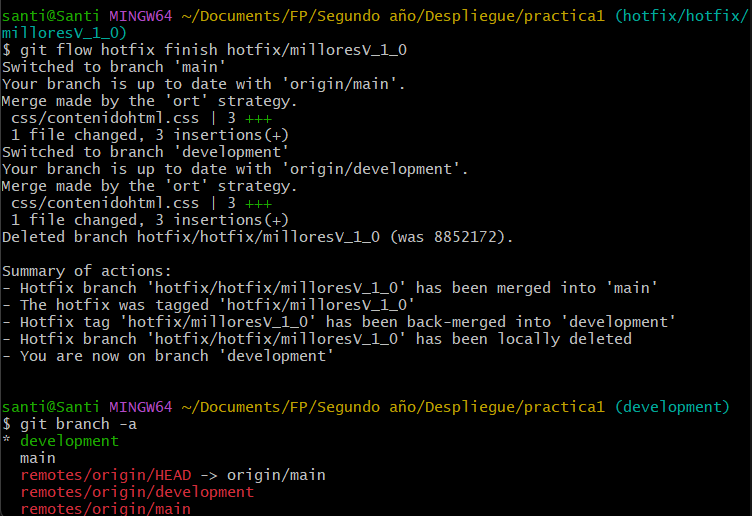 santi@Santi MINGW64 ~/Documents/FP/Segundo año/Despliegue/practica1 (hotfix/hotfix/
milloresV_1_0)
$ git flow hotfix finish hotfix/milloresV_1_0
Switched to branch 'main'
Your branch is up to date with 'origin/main'.
Merge made by the 'ort' strategy.
 css/contenidohtml.css | 3 +++
 1 file changed, 3 insertions(+)
Switched to branch 'development'
Your branch is up to date with 'origin/development'.
Merge made by the 'ort' strategy.
 css/contenidohtml.css | 3 +++
 1 file changed, 3 insertions(+)
Deleted branch hotfix/hotfix/milloresV_1_0 (was 8852172).

Summary of actions:
- Hotfix branch 'hotfix/hotfix/milloresV_1_0' has been merged into 'main'
- The hotfix was tagged 'hotfix/milloresV_1_0'
- Hotfix tag 'hotfix/milloresV_1_0' has been back-merged into 'development'
- Hotfix branch 'hotfix/hotfix/milloresV_1_0' has been locally deleted
- You are now on branch 'development'

santi@Santi MINGW64 ~/Documents/FP/Segundo año/Despliegue/practica1 (development)
$ git branch -a
* development
  main
  remotes/origin/HEAD -> origin/main
  remotes/origin/development
  remotes/origin/main